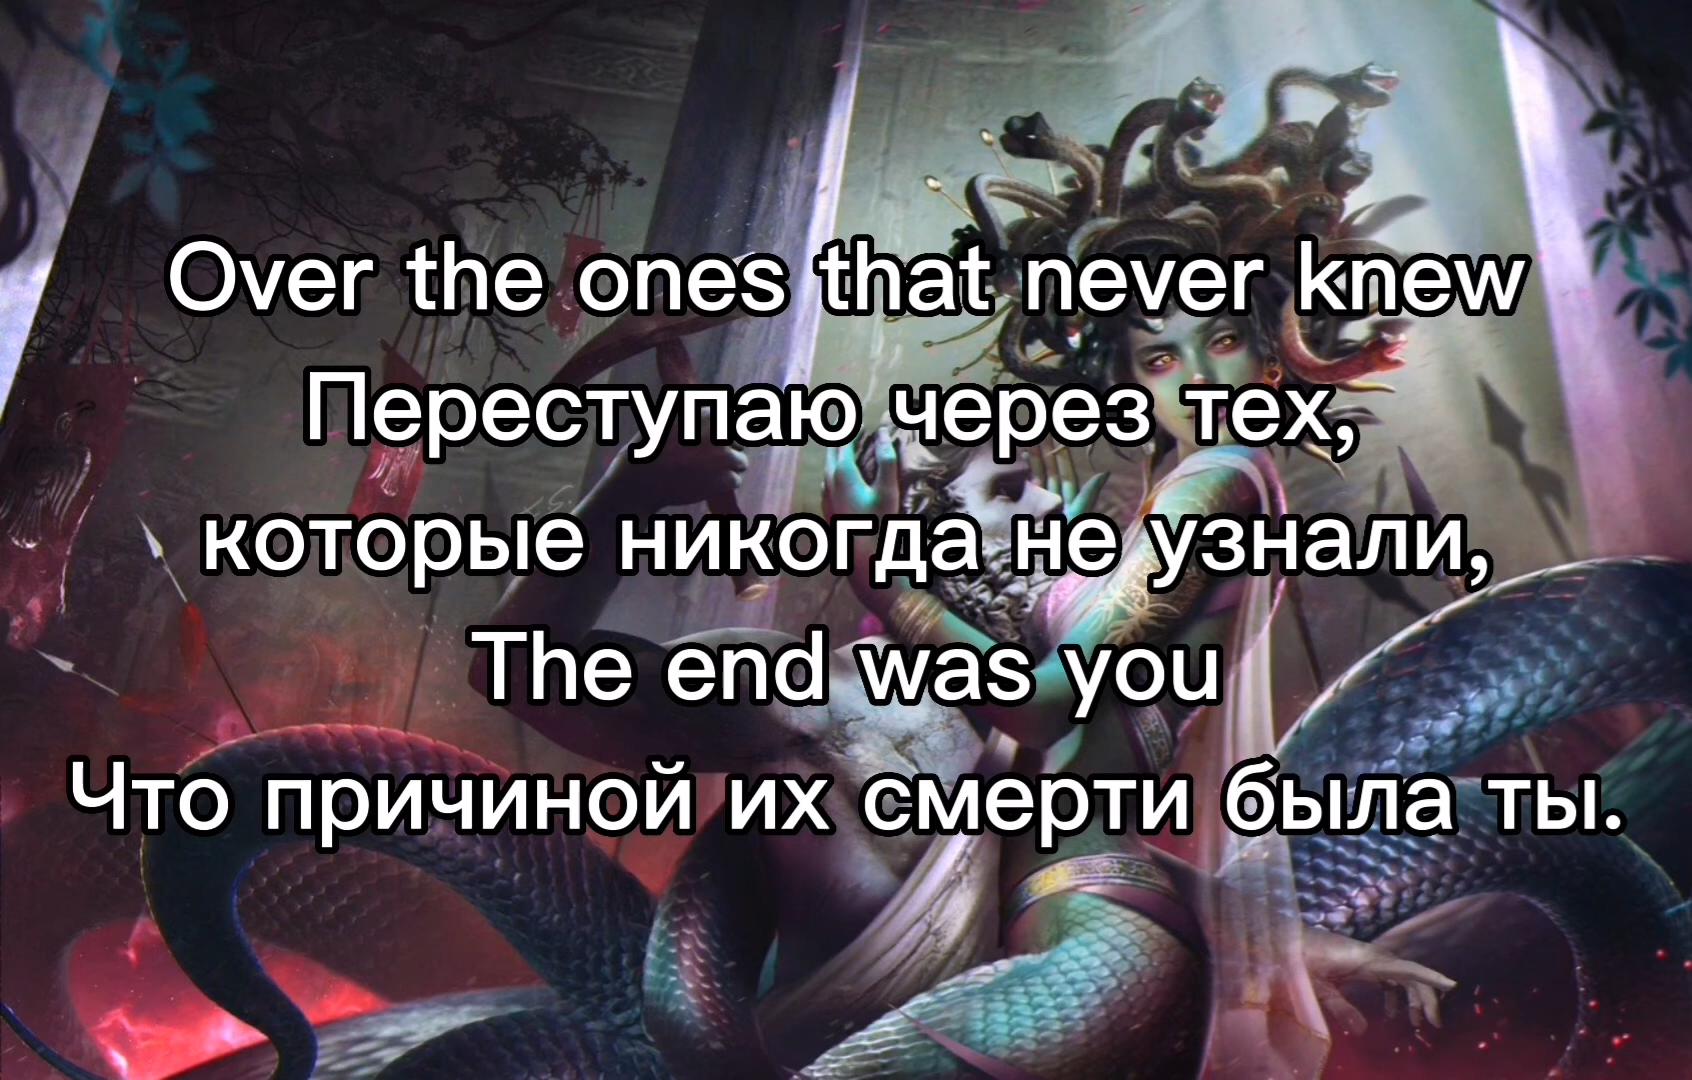 Over the ones that never knew
Переступаю через тех,
которые никогда не узнали,
The end was you
Что причиной их смерти была ты.